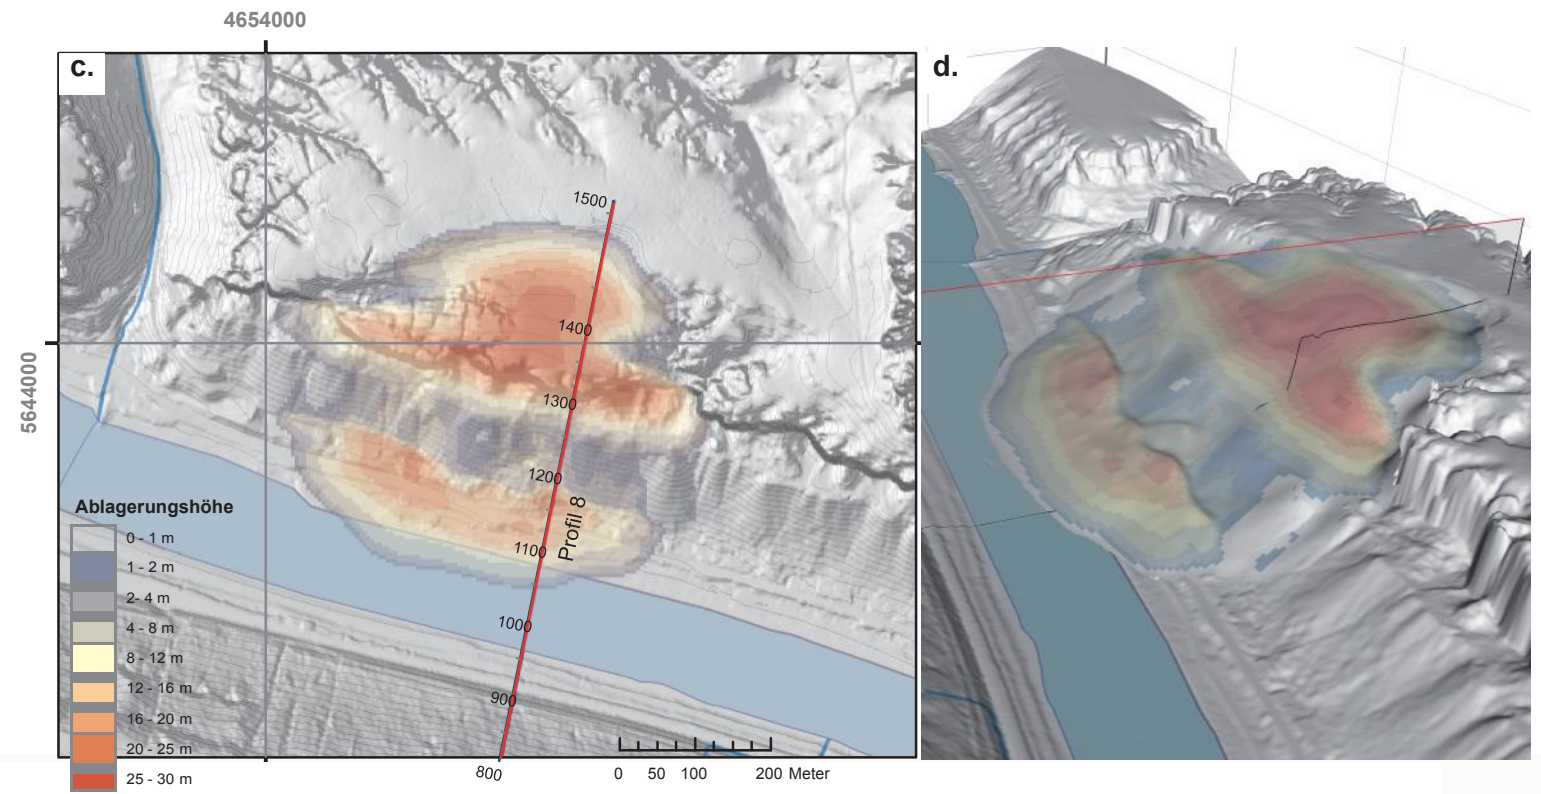 4654000
c.
d.
1500
1400
5644000
1300
1200
Profil 8
Ablagerungshöhe
0 - 1 m
1100
1 - 2 m
2- 4 m
1000
4 - 8 m
8 - 12 m
12 - 16 m
900
16 - 20 m
20 - 25 m
25 - 30 m
800
0 50 100 200 Meter